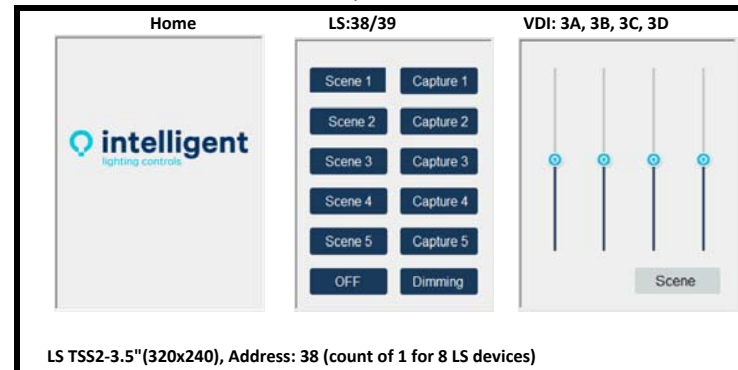 Home LS:38/39 VDI: 3A, 3B, 3C, 3D
intelligent
lighting controls
Scene 1 Capture 1
Scene 2 Capture 2
Scene 3 Capture 3
Scene 4 Capture 4
Scene 5 Capture 5
OFF Dimming
Scene
LS TSS2-3.5"(320x240), Address: 38 (count of 1 for 8 LS devices)